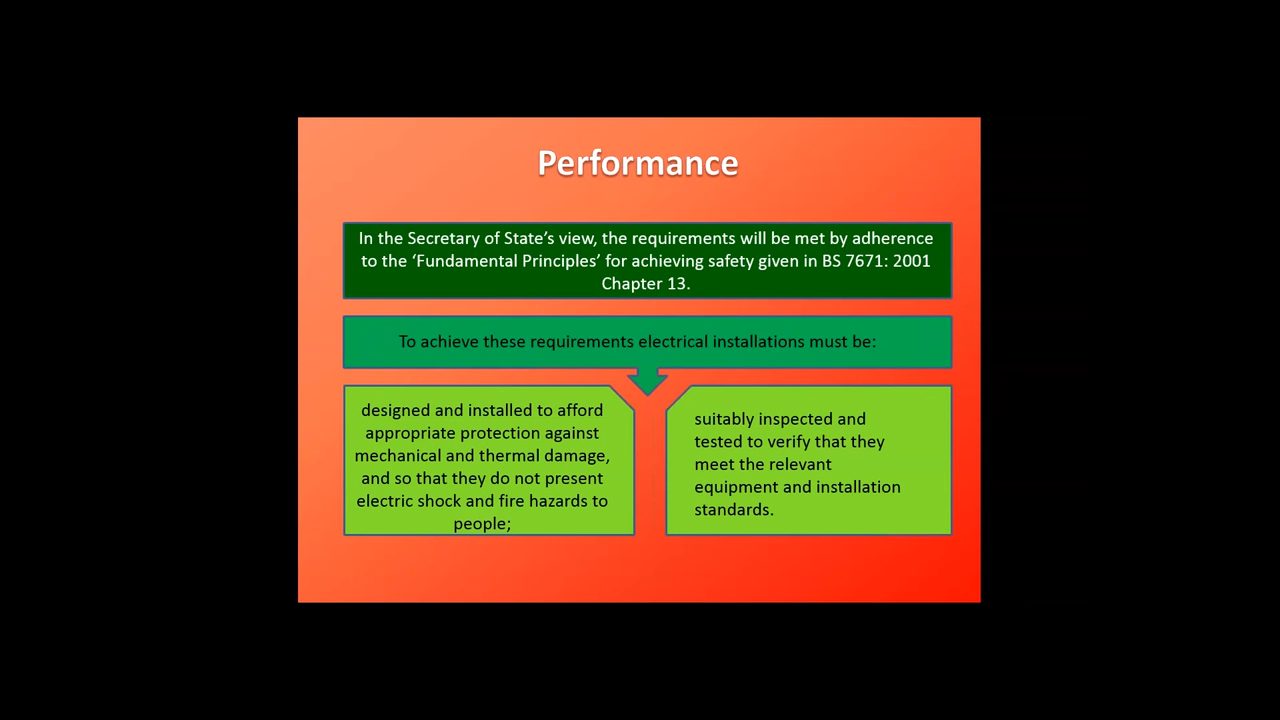 Performance
In the Secretary of State’s view, the requirements will be met by adherence
to the ‘Fundamental Principles’ for achieving safety given in BS 7671: 2001
Chapter 13.
To achieve these requirements electrical installations must be:
designed and installed to afford
appropriate protection against
mechanical and thermal damage,
and so that they do not present
electric shock and fire hazards to
people;
suitably inspected and
tested to verify that they
meet the relevant
equipment and installation
standards.